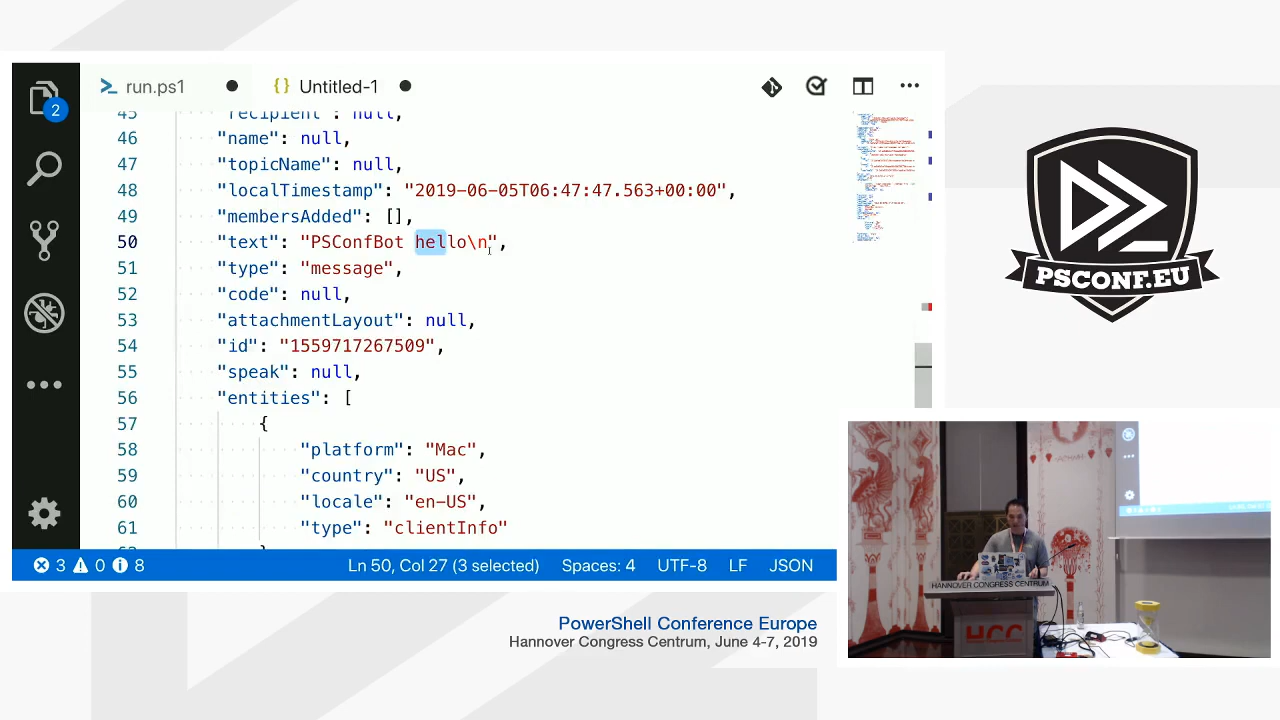 run.ps1
Untitled-1
2
45 "recipient": null,
46 "name": null,
47 "topicName": null,
48 "localTimestamp": "2019-06-05T06:47:47.563+00:00",
49 "membersAdded": [],
50 "text": "PSConfBot hello\n",
51 "type": "message",
52 "code": null,
53 "attachmentLayout": null,
54 "id": "1559717267509",
55 "speak": null,
56 "entities": [
57 {
58 "platform": "Mac",
59 "country": "US",
60 "locale": "en-US",
61 "type": "clientInfo"
3 0 8 Ln 50, Col 27 (3 selected) Spaces: 4 UTF-8 LF JSON
PSCONF.EU
HANNOVER CONGRESS CENTRUM
HCC
PowerShell Conference Europe
Hannover Congress Centrum, June 4-7, 2019